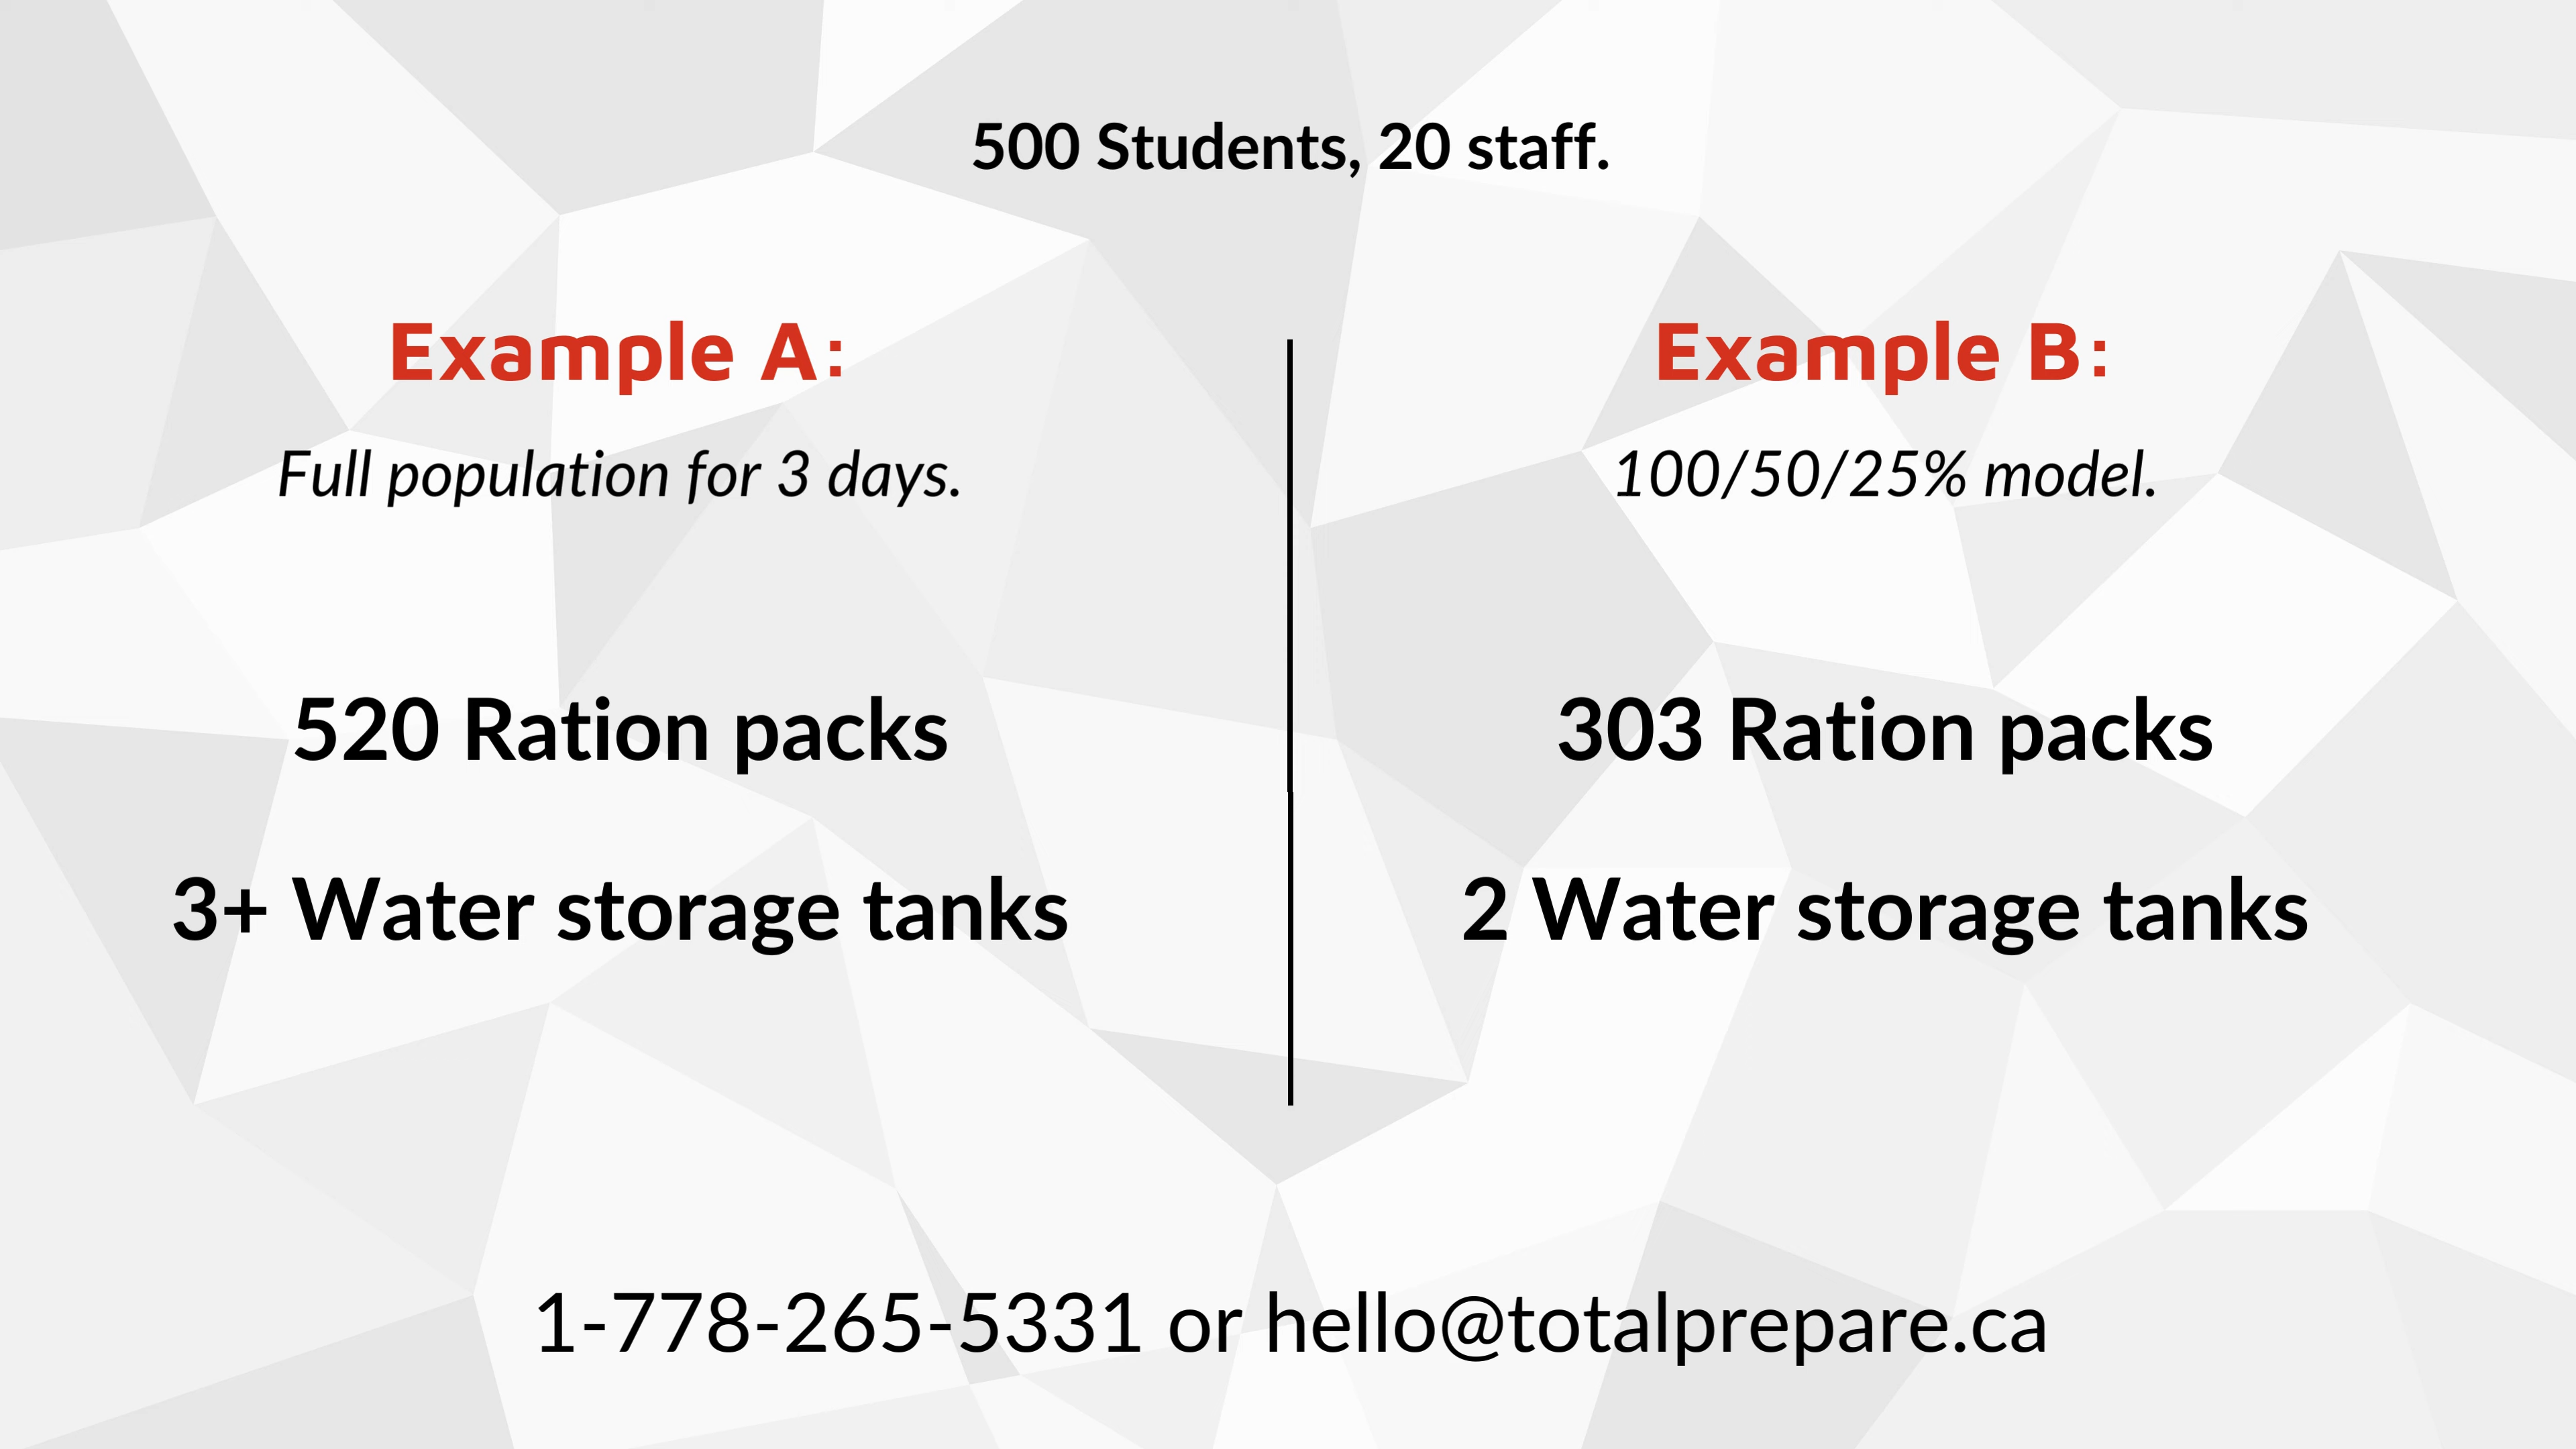 500 Students, 20 staff.
Example A:
Full population for 3 days.
520 Ration packs
3+ Water storage tanks
Example B:
100/50/25% model.
303 Ration packs
2 Water storage tanks
1-778-265-5331 or hello@totalprepare.ca